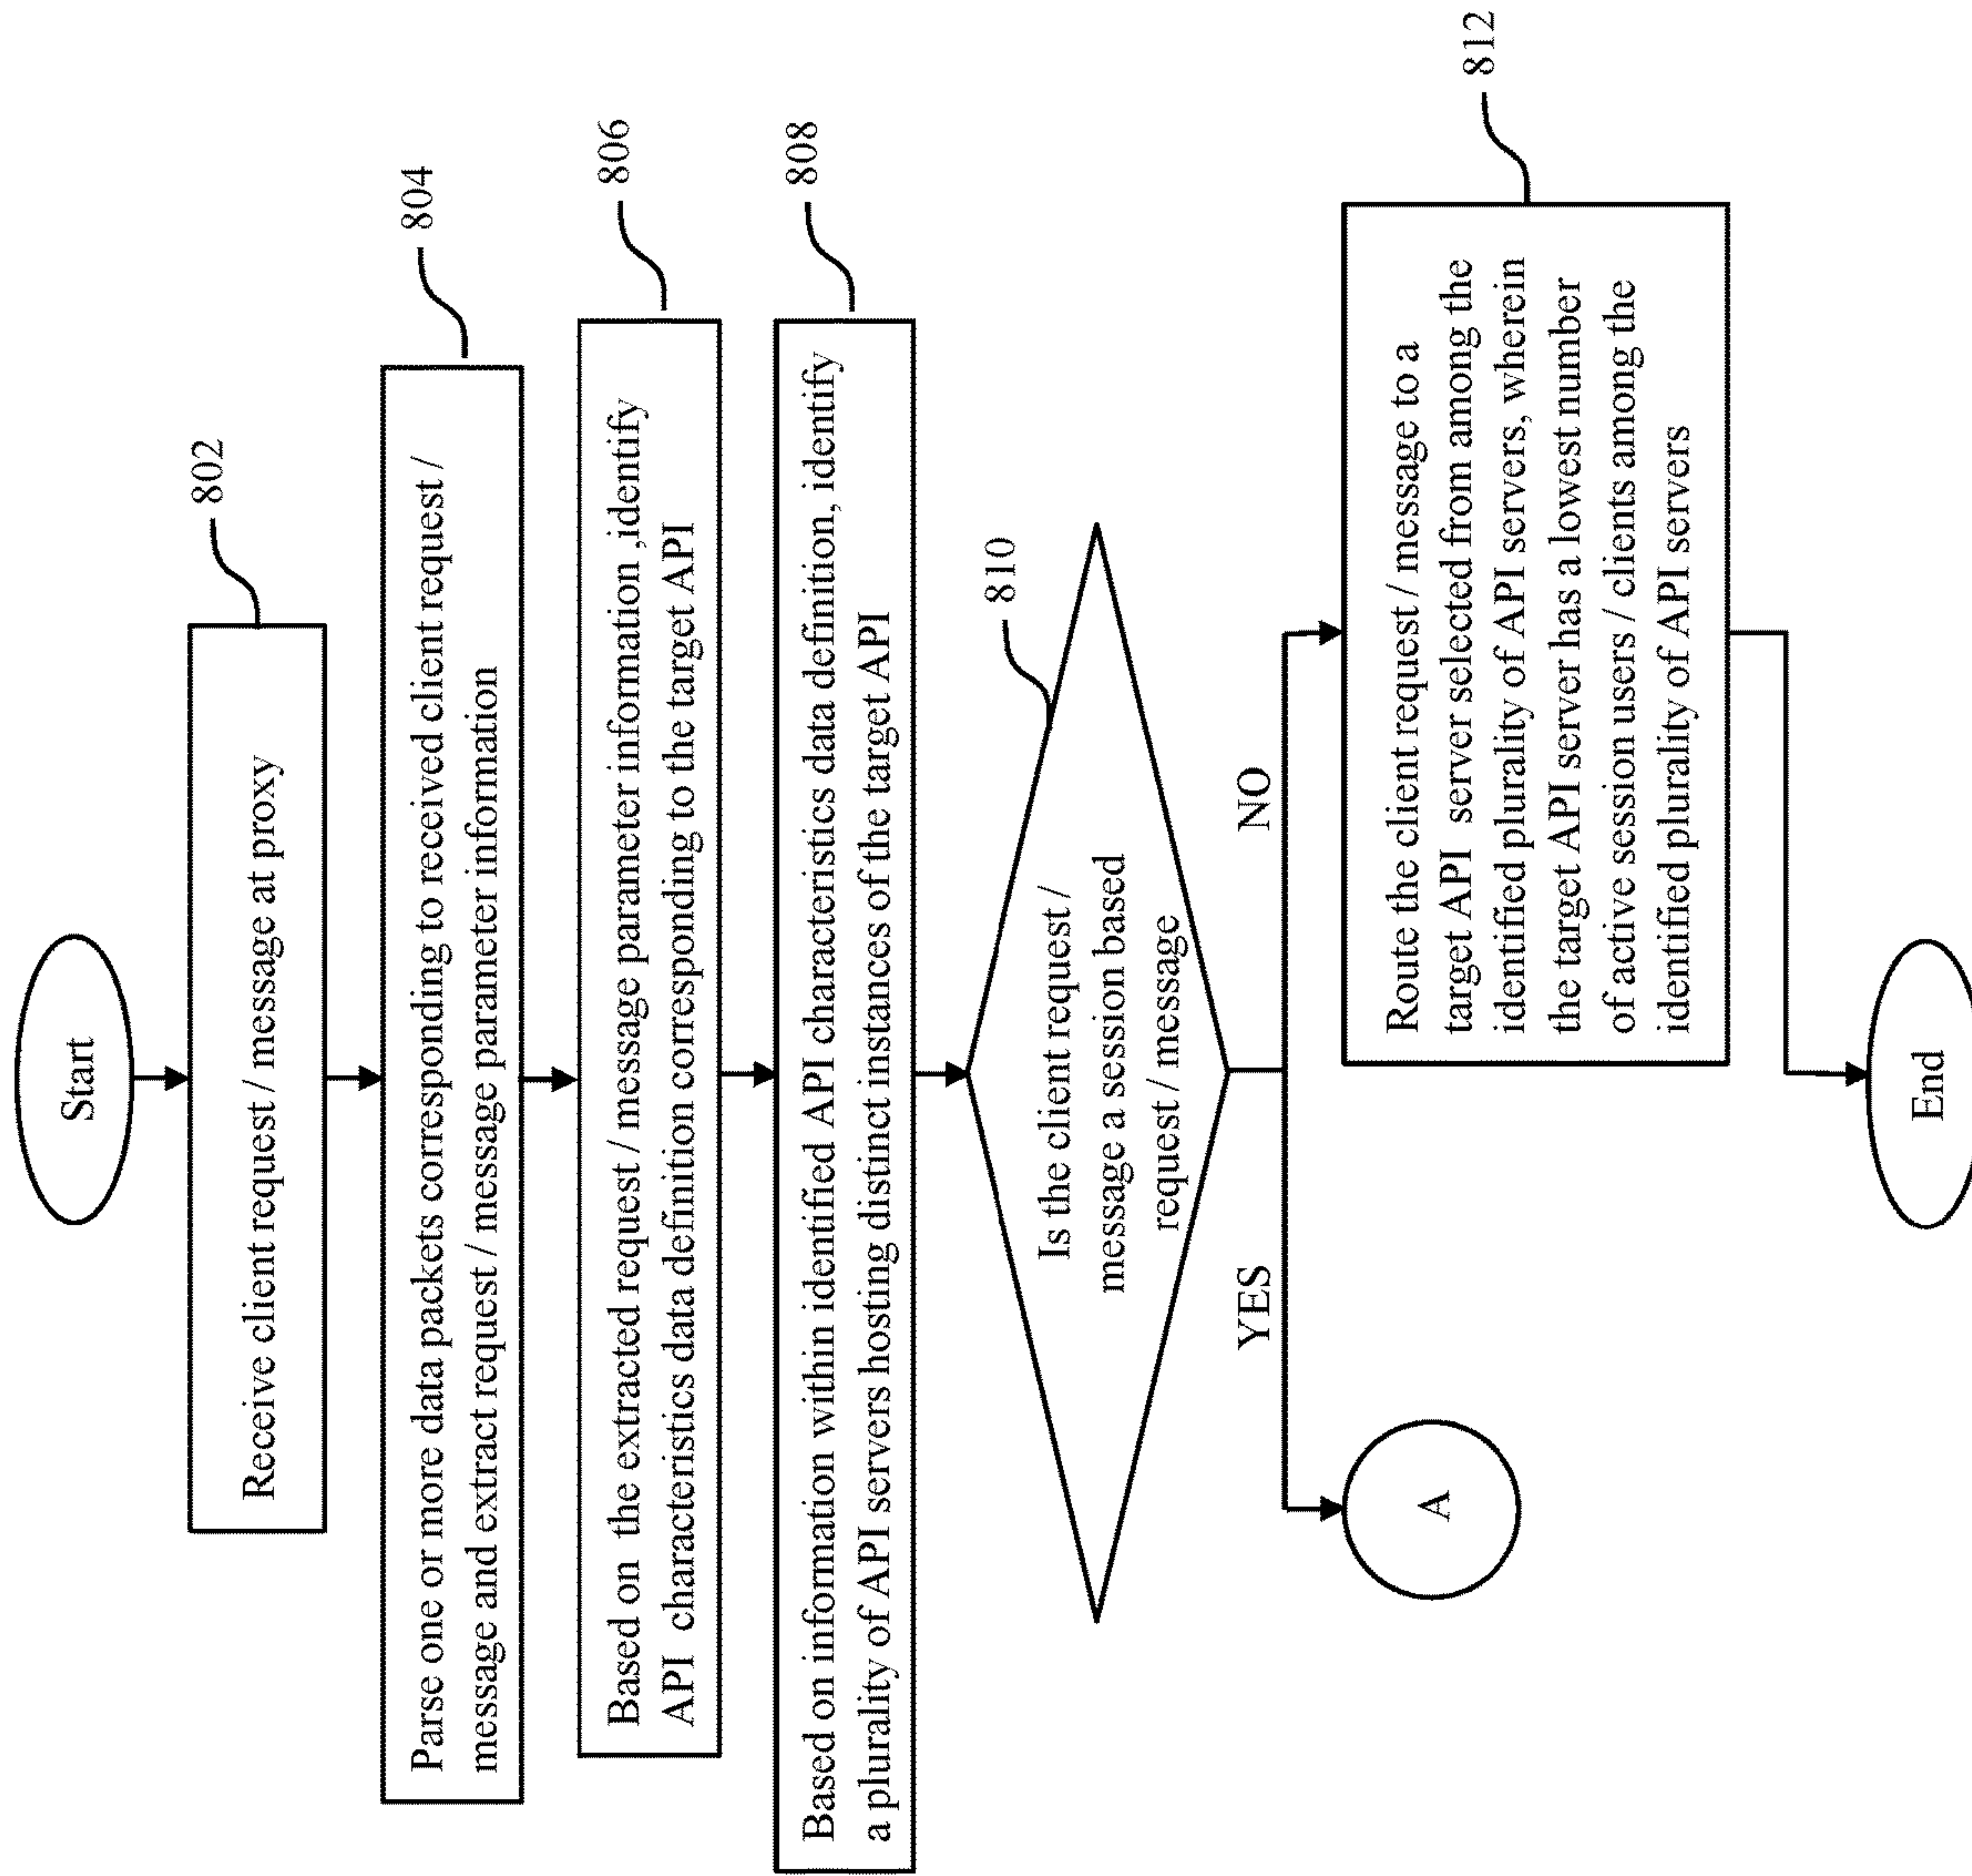 Start
802
Receive client request / message at proxy
804
Parse one or more data packets corresponding to received client request /
message and extract request / message parameter information
806
Based on the extracted request / message parameter information ,identify
API characteristics data definition corresponding to the target API
808
Based on information within identified API characteristics data definition, identify
a plurality of API servers hosting distinct instances of the target API
810
Is the client request /
message a session based
request / message
YES
NO
A
812
Route the client request / message to a
target API server selected from among the
identified plurality of API servers, wherein
the target API server has a lowest number
of active session users / clients among the
identified plurality of API servers
End